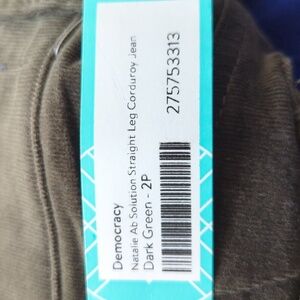 Democracy
Natalie Ab Solution Straight Leg Corduroy Jean
Dark Green - 2P
275753313